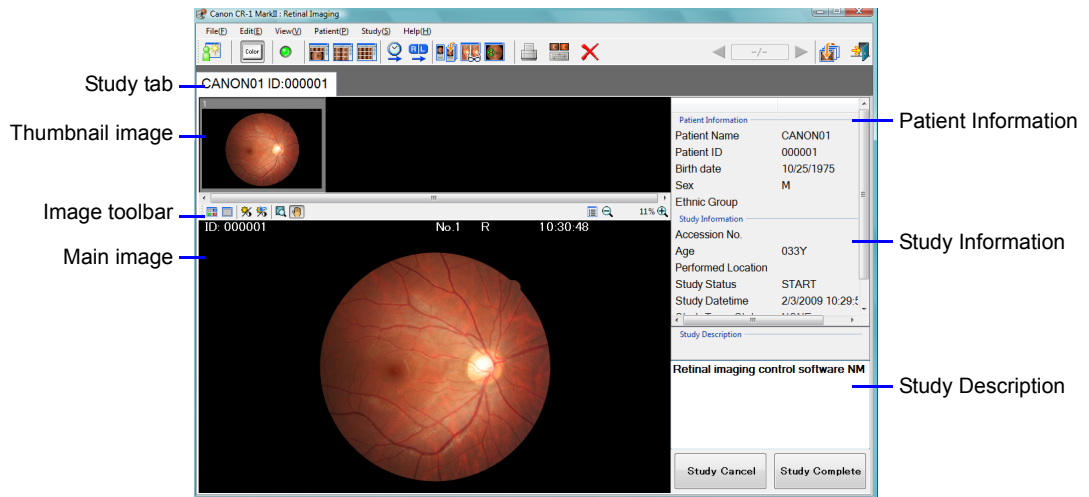 Canon CR-1 MarkⅡ : Retinal Imaging
File(F) Edit(E) View(V) Patient(P) Study(S) Help(H)
Color
-/-
Study tab
CANON01 ID:000001
1
Thumbnail image
Patient Information
Patient Information
Patient Name CANON01
Patient ID 000001
Birth date 10/25/1975
Sex M
Ethnic Group
Image toolbar
11%
Study Information
ID: 000001 No.1 R 10:30:48
Accession No.
Study Information
Main image
Age 033Y
Performed Location
Study Status START
Study Datetime 2/3/2009 10:29:5
Study Description
Retinal imaging control software NM
Study Description
Study Cancel Study Complete